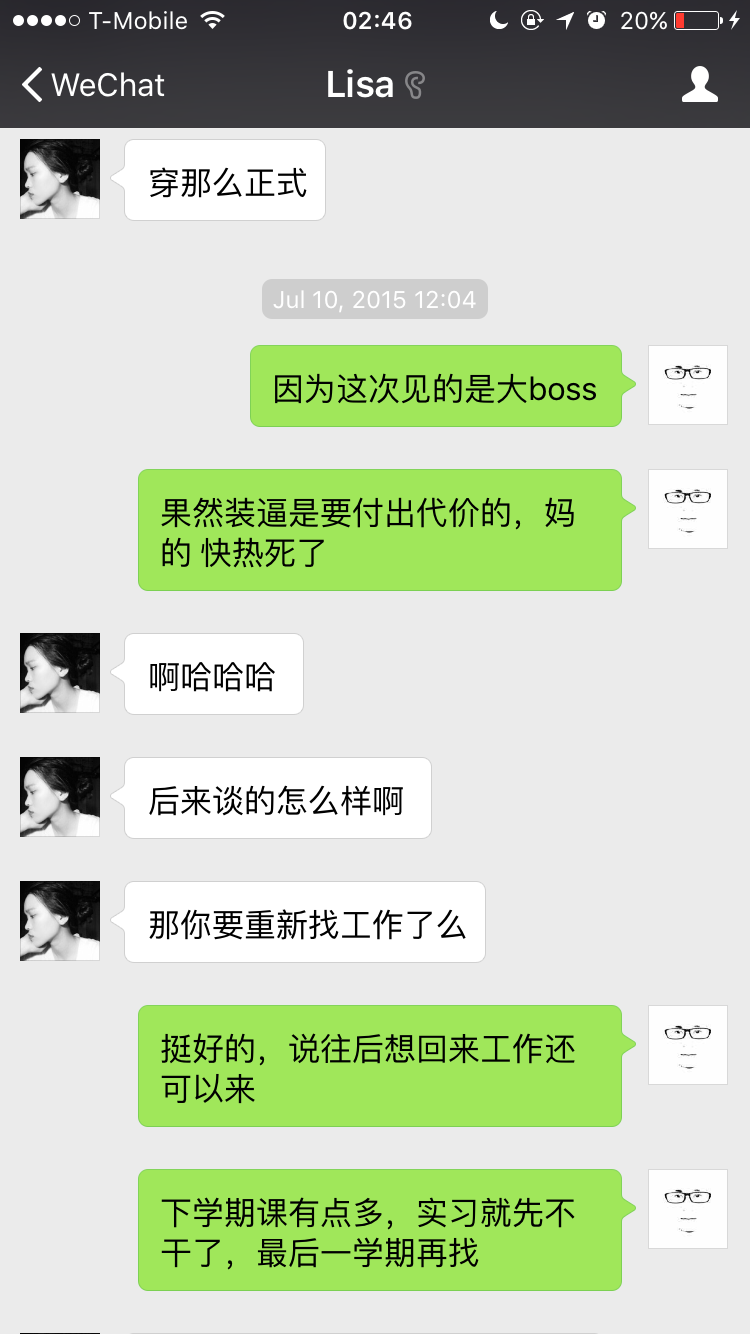 T-Mobile 02:46 20%
WeChat Lisa
穿那么正式
Jul 10, 2015 12:04
因为这次见的是大boss
果然装逼是要付出代价的，妈
的 快热死了
啊哈哈哈
后来谈的怎么样啊
那你要重新找工作了么
挺好的，说往后想回来工作还
可以来
下学期课有点多，实习就先不
干了，最后一学期再找